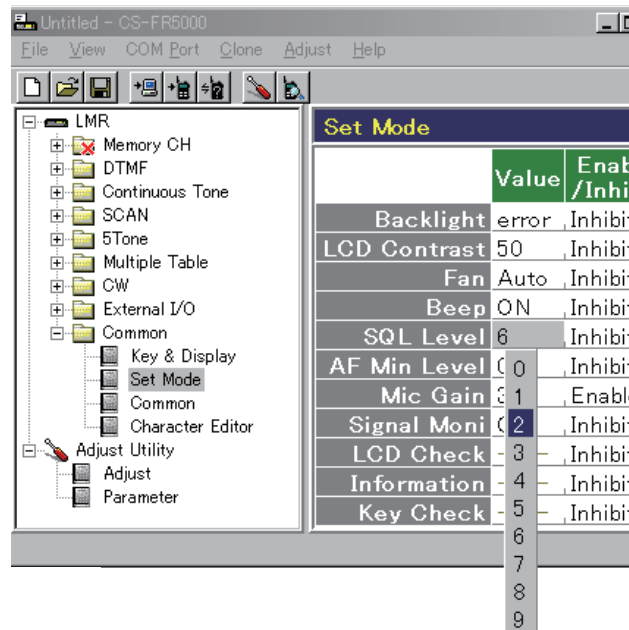 Untitled - CS-FR5000
File View COM Port Clone Adjust Help
LMR
Memory CH
DTMF
Continuous Tone
SCAN
5Tone
Multiple Table
CW
External I/O
Common
Key & Display
Set Mode
Common
Character Editor
Adjust Utility
Adjust
Parameter
Set Mode
Value
Backlight error
LCD Contrast 50
Fan Auto
Beep ON
SQL Level 6
AF Min Level
Mic Gain
Signal Moni
LCD Check
Information
Key Check
0
1
2
3
4
5
6
7
8
9